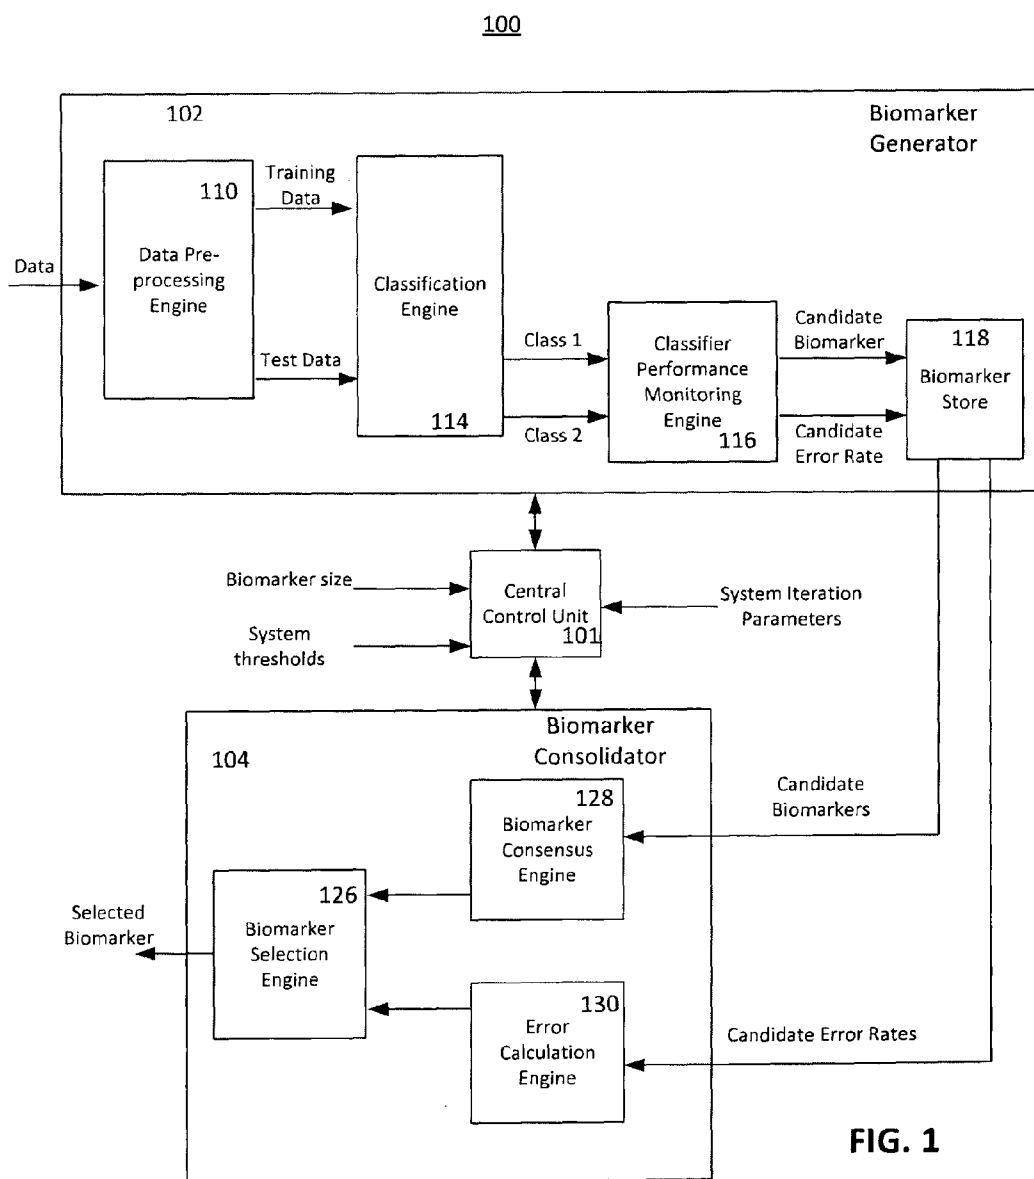 100
102
Biomarker
Generator
110
Data Pre-
processing
Engine
Data
Training
Data
Test Data
Classification
Engine
114
Class 1
Class 2
Classifier
Performance
Monitoring
Engine
116
Candidate
Biomarker
Candidate
Error Rate
118
Biomarker
Store
Biomarker size
System
thresholds
Central
Control Unit
101
System Iteration
Parameters
Biomarker
Consolidator
104
128
Biomarker
Consensus
Engine
Candidate
Biomarkers
126
Biomarker
Selection
Engine
Selected
Biomarker
130
Error
Calculation
Engine
Candidate Error Rates
FIG. 1